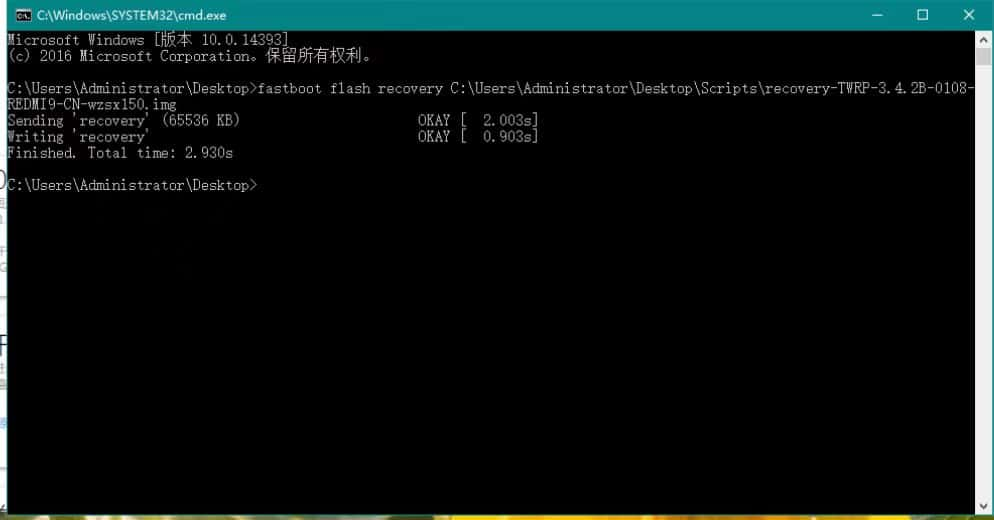 C:\Windows\SYSTEM32\cmd.exe
Microsoft Windows [版本 10.0.14393]
(c) 2016 Microsoft Corporation。保留所有权利。
C:\Users\Administrator\Desktop>fastboot flash recovery C:\Users\Administrator\Desktop\Scripts\recovery-TWRP-3.4.2B-0108-
REDMI9-CN-wzsx150.img
Sending 'recovery' (65536 KB) OKAY [ 2.003s]
Writing 'recovery' OKAY [ 0.903s]
Finished. Total time: 2.930s
C:\Users\Administrator\Desktop>